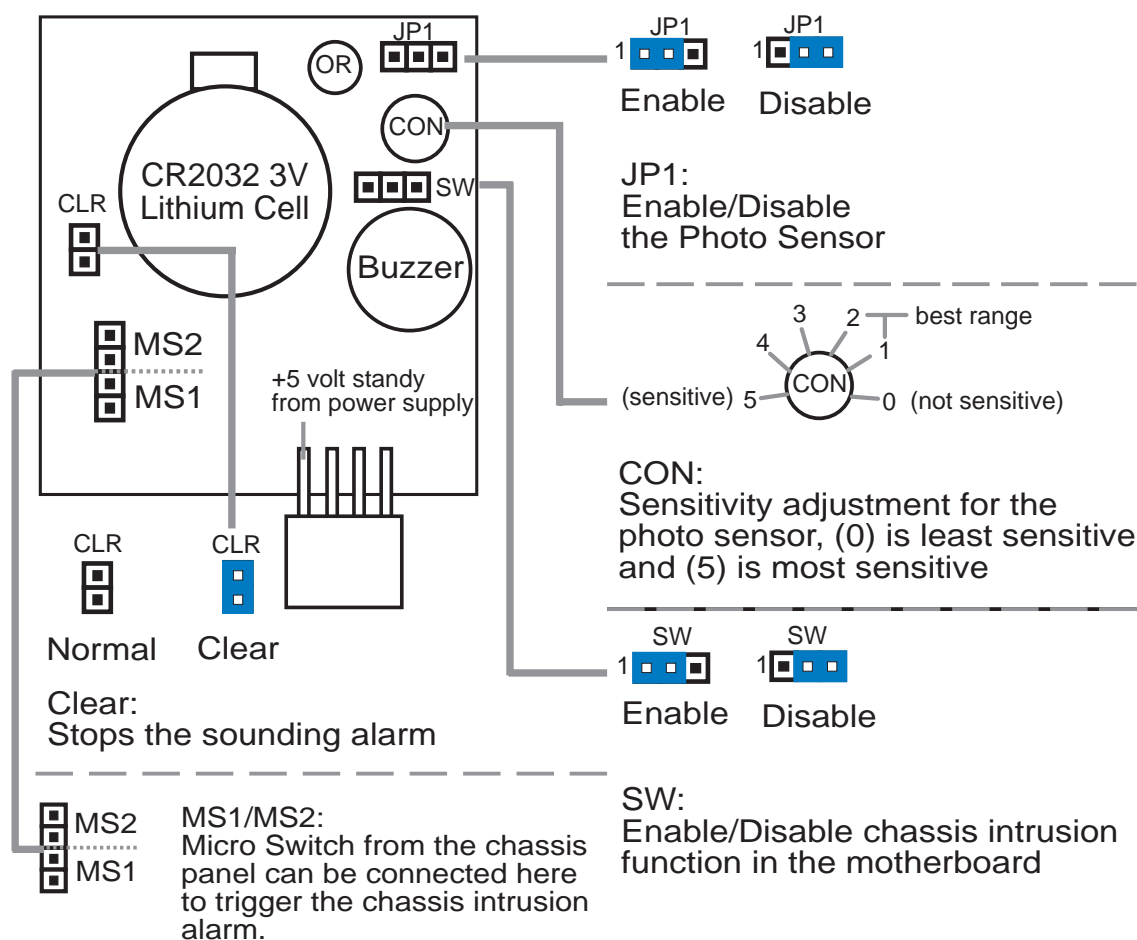 JP1
OR
CON
CR2032 3V
Lithium Cell
SW
CLR
Buzzer
MS2
MS1
+5 volt standy
from power supply
CLR
CLR
Normal
Clear
Clear:
Stops the sounding alarm
MS2
MS1
MS1/MS2:
Micro Switch from the chassis
panel can be connected here
to trigger the chassis intrusion
alarm.
JP1
1
1
Enable
Disable
JP1:
Enable/Disable
the Photo Sensor
3
2
best range
4
1
CON
(sensitive)
5
0
(not sensitive)
CON:
Sensitivity adjustment for the
photo sensor, (0) is least sensitive
and (5) is most sensitive
SW
SW
1
1
Enable
Disable
SW:
Enable/Disable chassis intrusion
function in the motherboard
JP1